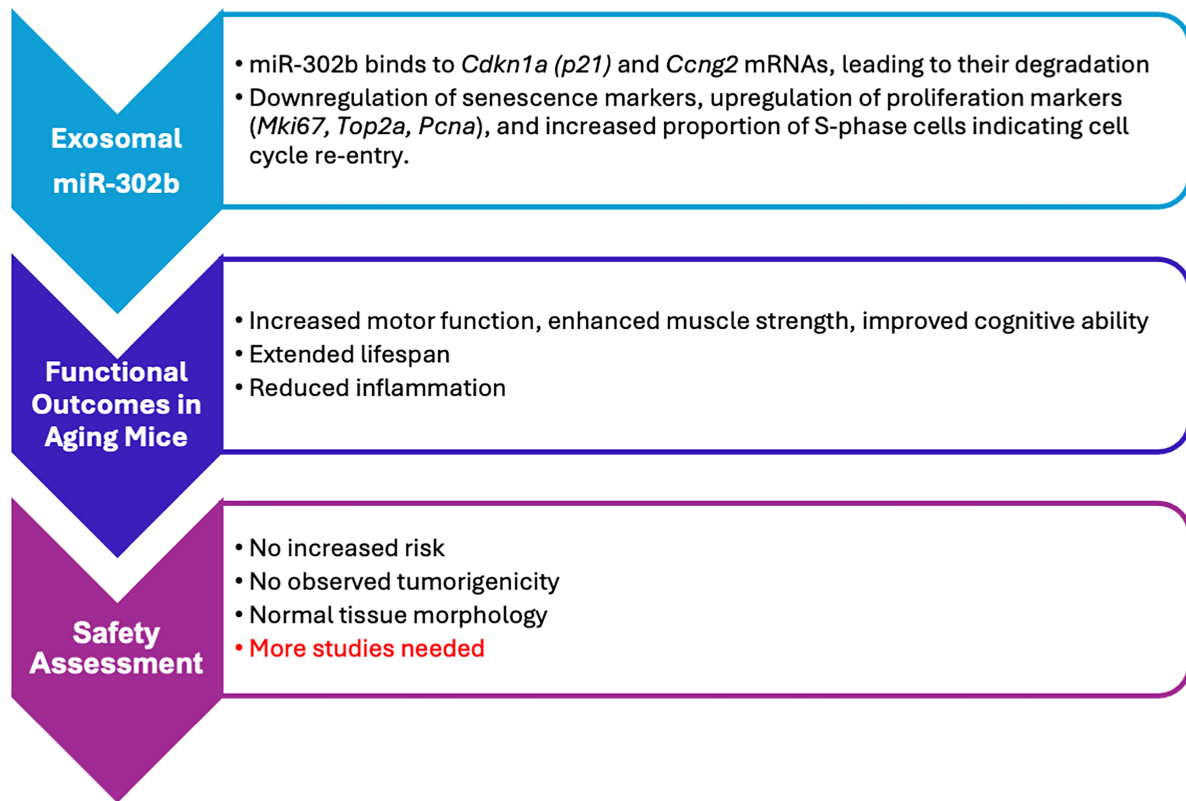 Exosomal
miR-302b
• miR-302b binds to Cdkn1a (p21) and Ccng2 mRNAs, leading to their degradation
• Downregulation of senescence markers, upregulation of proliferation markers
(Mki67, Top2a, Pcna), and increased proportion of S-phase cells indicating cell
cycle re-entry.
Functional
Outcomes in
Aging Mice
• Increased motor function, enhanced muscle strength, improved cognitive ability
• Extended lifespan
• Reduced inflammation
Safety
Assessment
• No increased risk
• No observed tumorigenicity
• Normal tissue morphology
• More studies needed